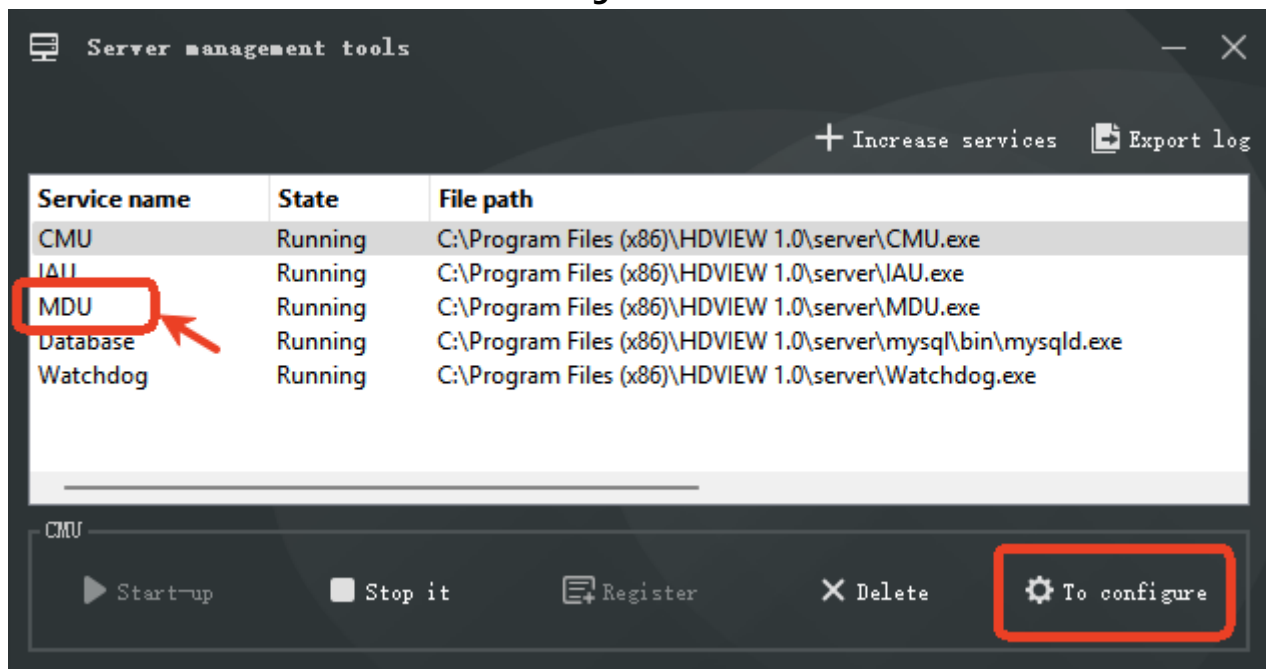 Server management tools
Increase services Export log
Service name State File path
CMU Running C:\Program Files (x86)\HDVIEW 1.0\server\CMU.exe
IAU Running C:\Program Files (x86)\HDVIEW 1.0\server\IAU.exe
MDU Running C:\Program Files (x86)\HDVIEW 1.0\server\MDU.exe
Database Running C:\Program Files (x86)\HDVIEW 1.0\server\mysql\bin\mysqld.exe
Watchdog Running C:\Program Files (x86)\HDVIEW 1.0\server\Watchdog.exe
CMU
Start-up Stop it Register Delete To configure